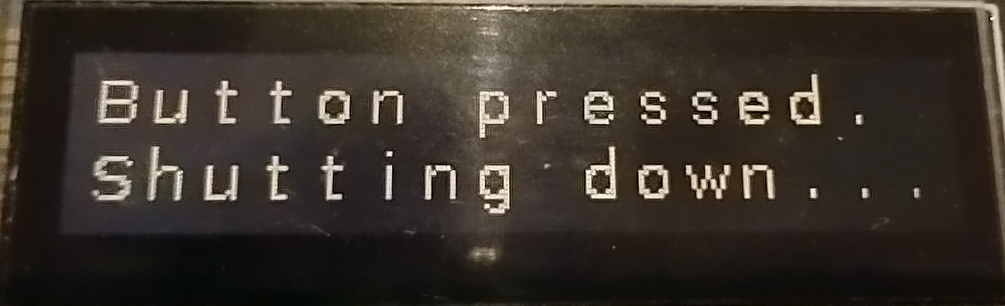 Button pressed.
Shutting down...